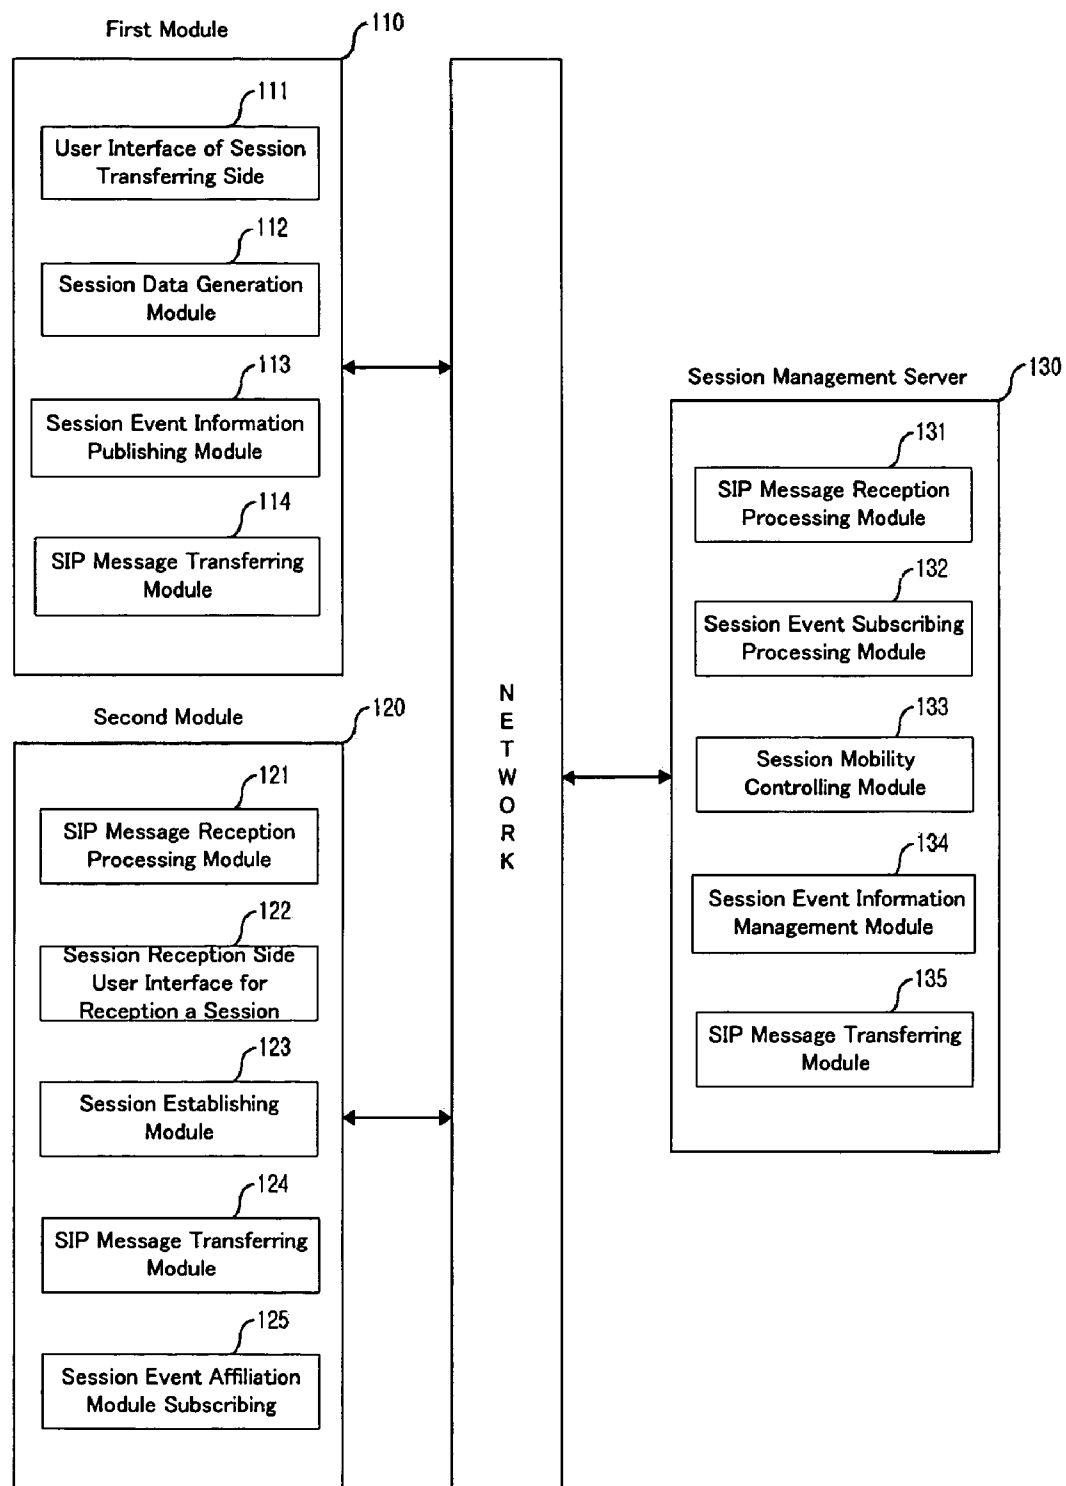 First Module
110
111
User Interface of Session
Transferring Side
112
Session Data Generation
Module
113
Session Event Information
Publishing Module
114
SIP Message Transferring
Module
Second Module
120
121
SIP Message Reception
Processing Module
122
Session Reception Side
User Interface for
Reception a Session
123
Session Establishing
Module
124
SIP Message Transferring
Module
125
Session Event Affiliation
Module Subscribing
N
E
T
W
O
R
K
Session Management Server
130
131
SIP Message Reception
Processing Module
132
Session Event Subscribing
Processing Module
133
Session Mobility
Controlling Module
134
Session Event Information
Management Module
135
SIP Message Transferring
Module